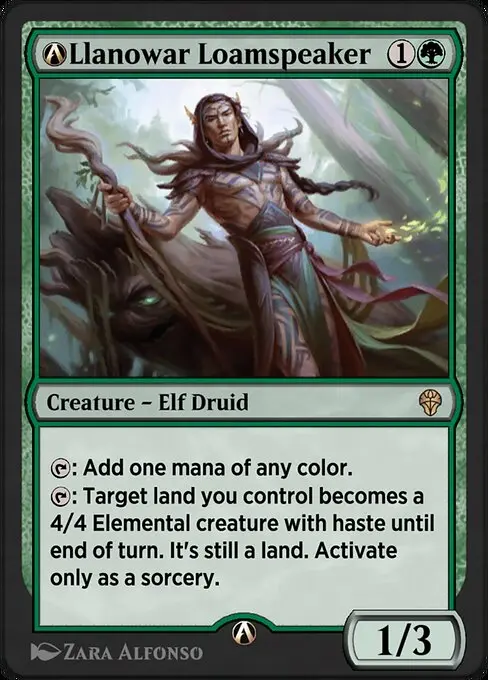 Llanowar Loamspeaker 1
Creature – Elf Druid
: Add one mana of any color.
: Target land you control becomes a
4/4 Elemental creature with haste until
end of turn. It's still a land. Activate
only as a sorcery.
1/3
Zara Alfonso